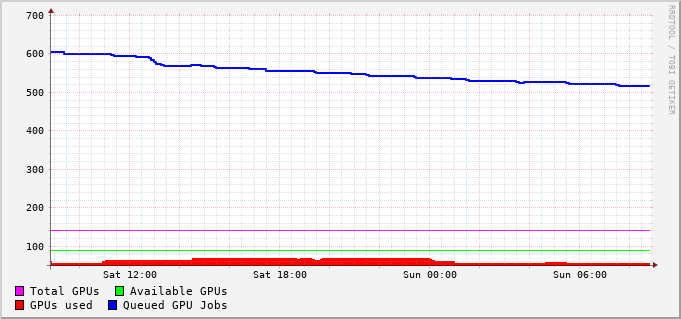 700
600
500
400
300
200
100
Sat 12:00 Sat 18:00 Sun 00:00 Sun 06:00
Total GPUs Available GPUs
GPUs used Queued GPU Jobs
RRDTOOL / TOBI OETIKER